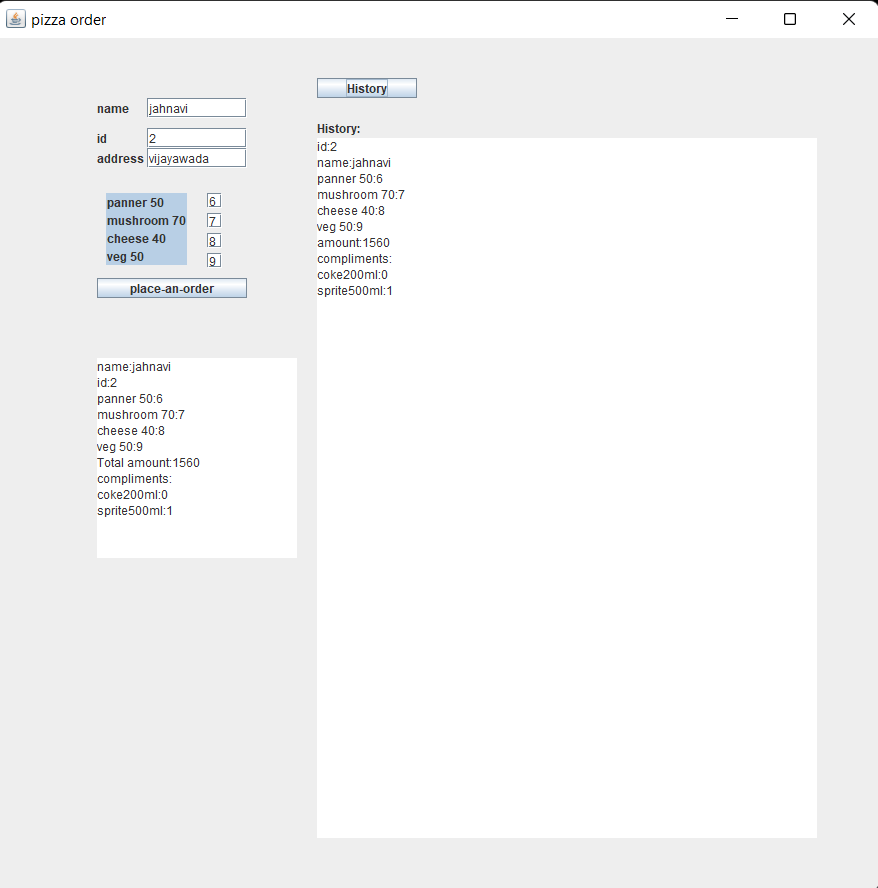 pizza order
name jahnavi
id 2
address vijayawada
panner 50 6
mushroom 70 7
cheese 40 8
veg 50 9
place-an-order
name:jahnavi
id:2
panner 50:6
mushroom 70:7
cheese 40:8
veg 50:9
Total amount:1560
compliments:
coke200ml:0
sprite500ml:1
History
History:
id:2
name:jahnavi
panner 50:6
mushroom 70:7
cheese 40:8
veg 50:9
amount:1560
compliments:
coke200ml:0
sprite500ml:1